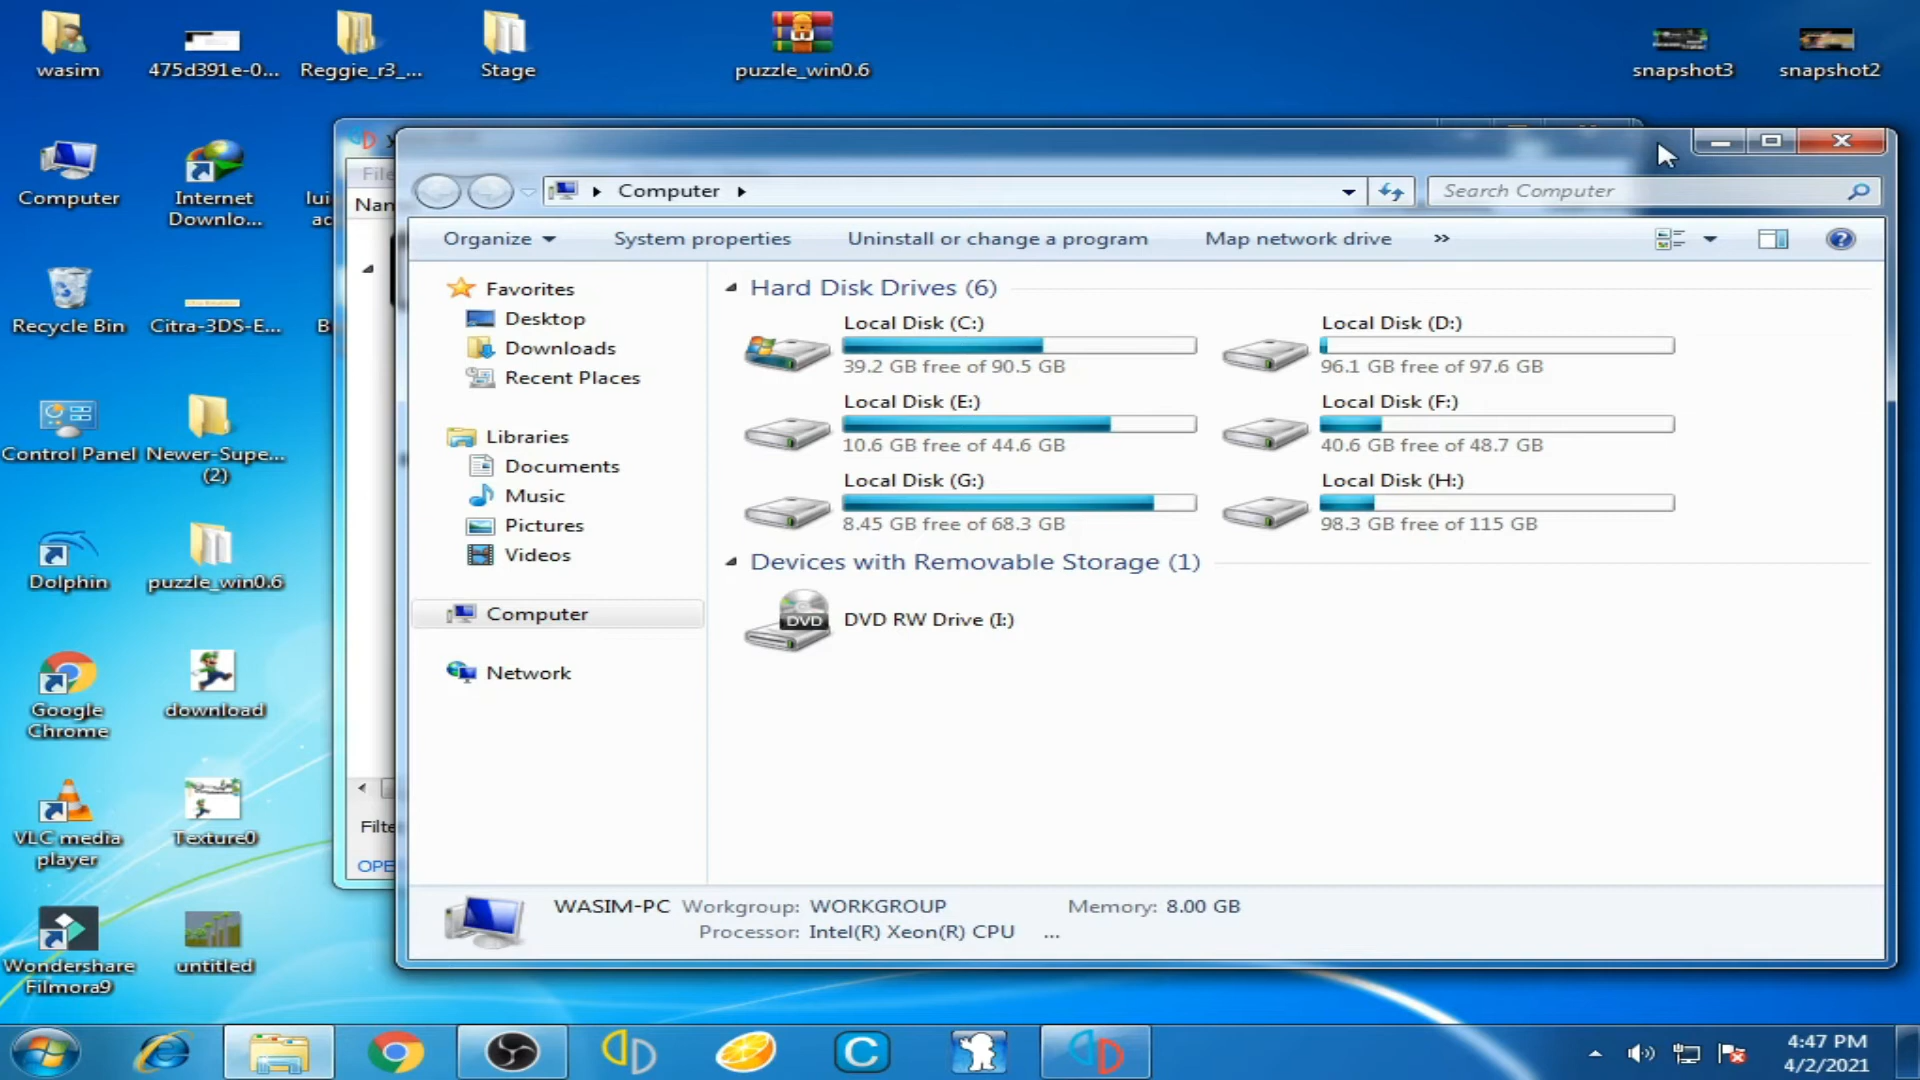 wasim
475d391e-0...
Reggie_r3_...
Stage
puzzle_win0.6
snapshot3
snapshot2
Computer
Internet
Downlo...
lui
ac
Recycle Bin
Citra-3DS-E...
B
Control Panel
Newer-Supe...
(2)
Dolphin
puzzle_win0.6
Google
Chrome
download
VLC media
player
Texture0
Wondershare
Filmora9
untitled
File
Nam
Filte
OPE
Computer
Search Computer
Organize
System properties
Uninstall or change a program
Map network drive
»
Favorites
Desktop
Downloads
Recent Places
Libraries
Documents
Music
Pictures
Videos
Computer
Network
Hard Disk Drives (6)
Local Disk (C:)
39.2 GB free of 90.5 GB
Local Disk (D:)
96.1 GB free of 97.6 GB
Local Disk (E:)
10.6 GB free of 44.6 GB
Local Disk (F:)
40.6 GB free of 48.7 GB
Local Disk (G:)
8.45 GB free of 68.3 GB
Local Disk (H:)
98.3 GB free of 115 GB
Devices with Removable Storage (1)
DVD
DVD RW Drive (I:)
WASIM-PC Workgroup: WORKGROUP Memory: 8.00 GB
Processor: Intel(R) Xeon(R) CPU ...
4:47 PM
4/2/2021